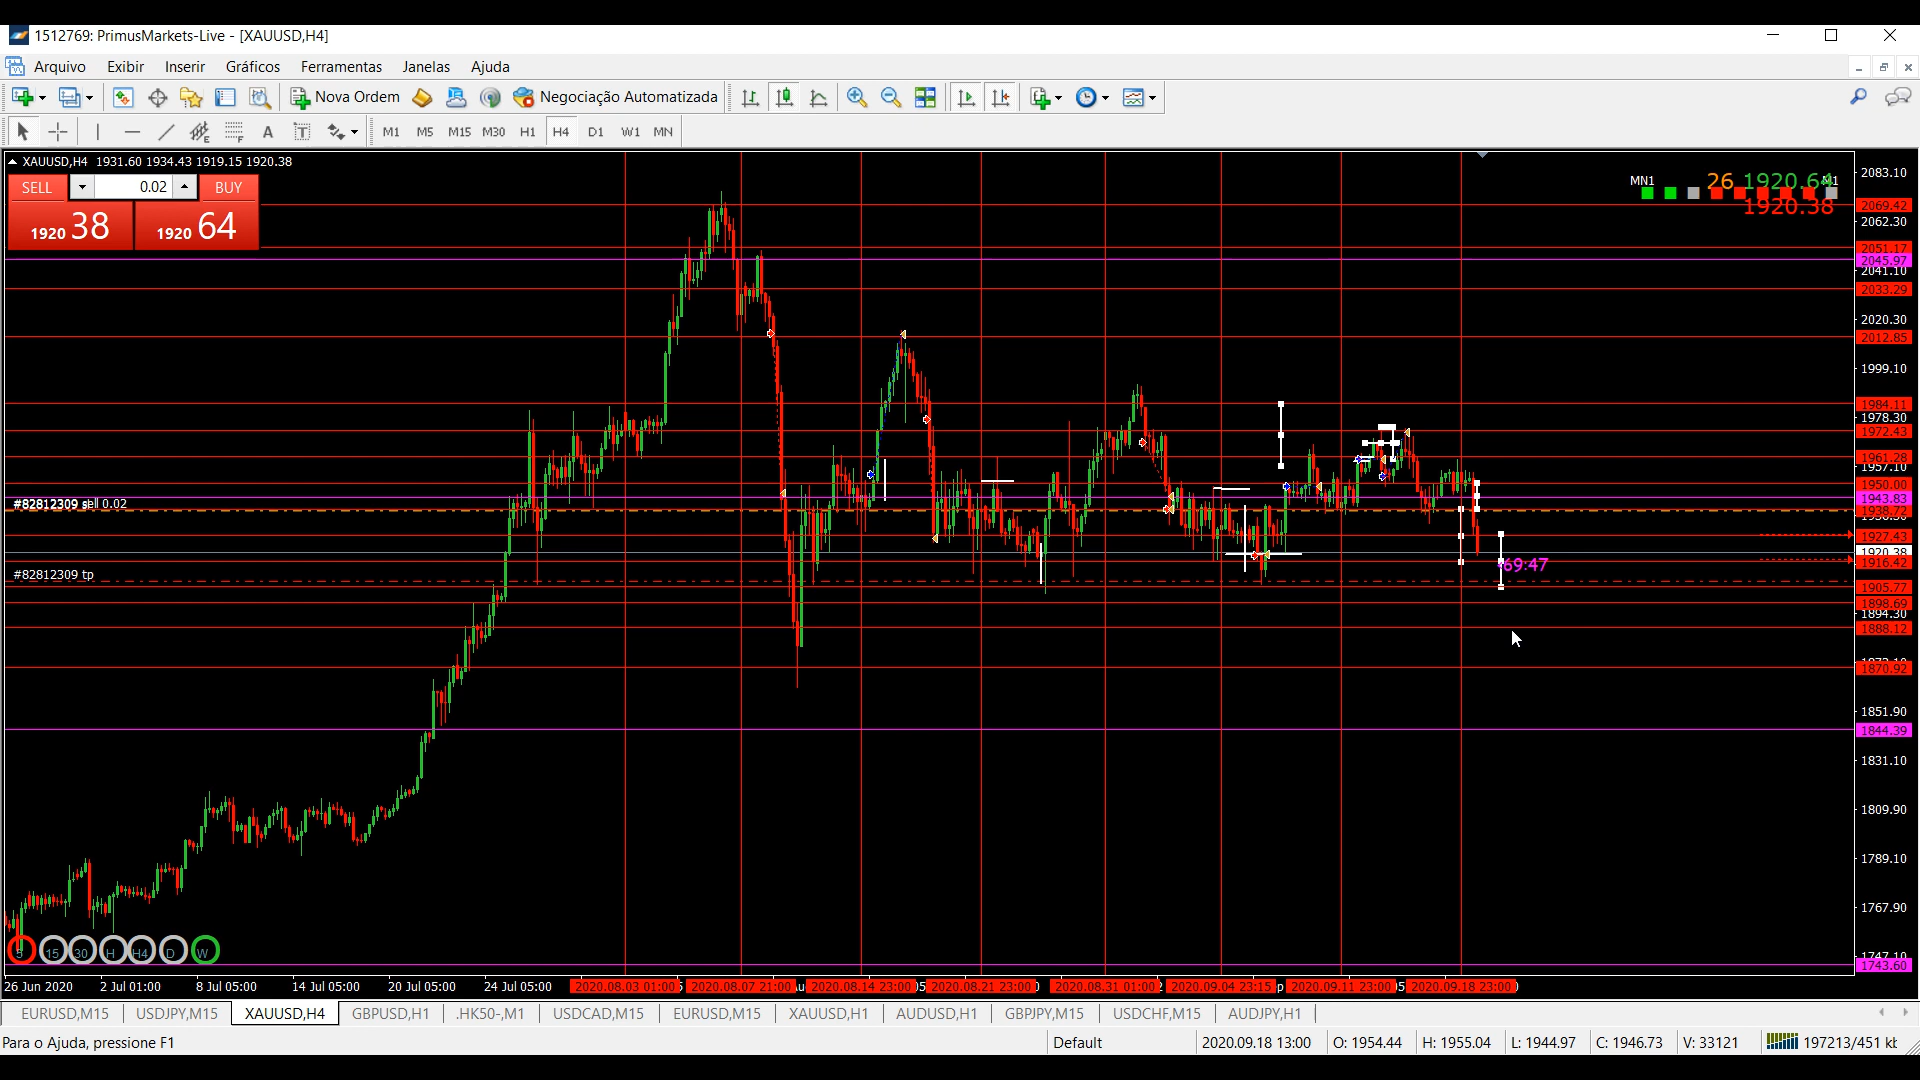 1512769: PrimusMarkets-Live - [XAUUSD,H4]
Arquivo Exibir Inserir Gráficos Ferramentas Janelas Ajuda
Nova Ordem Negociação Automatizada
A T M1 M5 M15 M30 H1 H4 D1 W1 MN
XAUUSD,H4 1931.60 1934.43 1919.15 1920.38
SELL 0.02 BUY
1920 38 1920 64
MN1 26 1920.64 M1
1920.38
2083.10
2069.42
2062.30
2051.17
2045.97
2041.10
2033.29
2020.30
2012.85
1999.10
1984.11
1978.30
1972.43
1961.28
1957.10
1950.00
1943.83
#82812309 sell 0.02
1938.72
1927.43
1920.38
1916.42
69:47
#82812309 tp
1905.77
1898.69
1894.30
1888.12
1870.92
1851.90
1844.39
1831.10
1809.90
1789.10
1767.90
1747.10
1743.60
5 15 30 H H4 D W
26 Jun 2020 2 Jul 01:00 8 Jul 05:00 14 Jul 05:00 20 Jul 05:00 24 Jul 05:00 2020.08.03 01:00 2020.08.07 21:00 2020.08.14 23:00 2020.08.21 23:00 2020.08.31 01:00 2020.09.04 23:15 2020.09.11 23:00 2020.09.18 23:00
EURUSD,M15 USDJPY,M15 XAUUSD,H4 GBPUSD,H1 .HK50-,M1 USDCAD,M15 EURUSD,M15 XAUUSD,H1 AUDUSD,H1 GBPJPY,M15 USDCHF,M15 AUDJPY,H1
Para o Ajuda, pressione F1 Default 2020.09.18 13:00 O: 1954.44 H: 1955.04 L: 1944.97 C: 1946.73 V: 33121 197213/451 kb